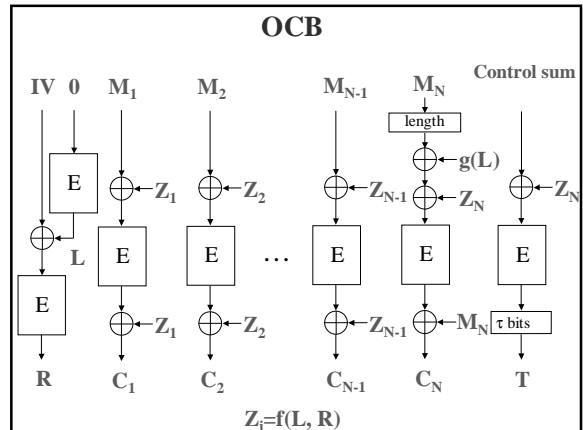 OCB
Control sum
IV 0 M1 M2 MN-1 MN
length
g(L)
E
Z1 Z2 ZN-1 ZN ZN
E E E E E
L
...
E
Z1 Z2 ZN-1 MN τ bits
R C1 C2 CN-1 CN T
Zi=f(L, R)